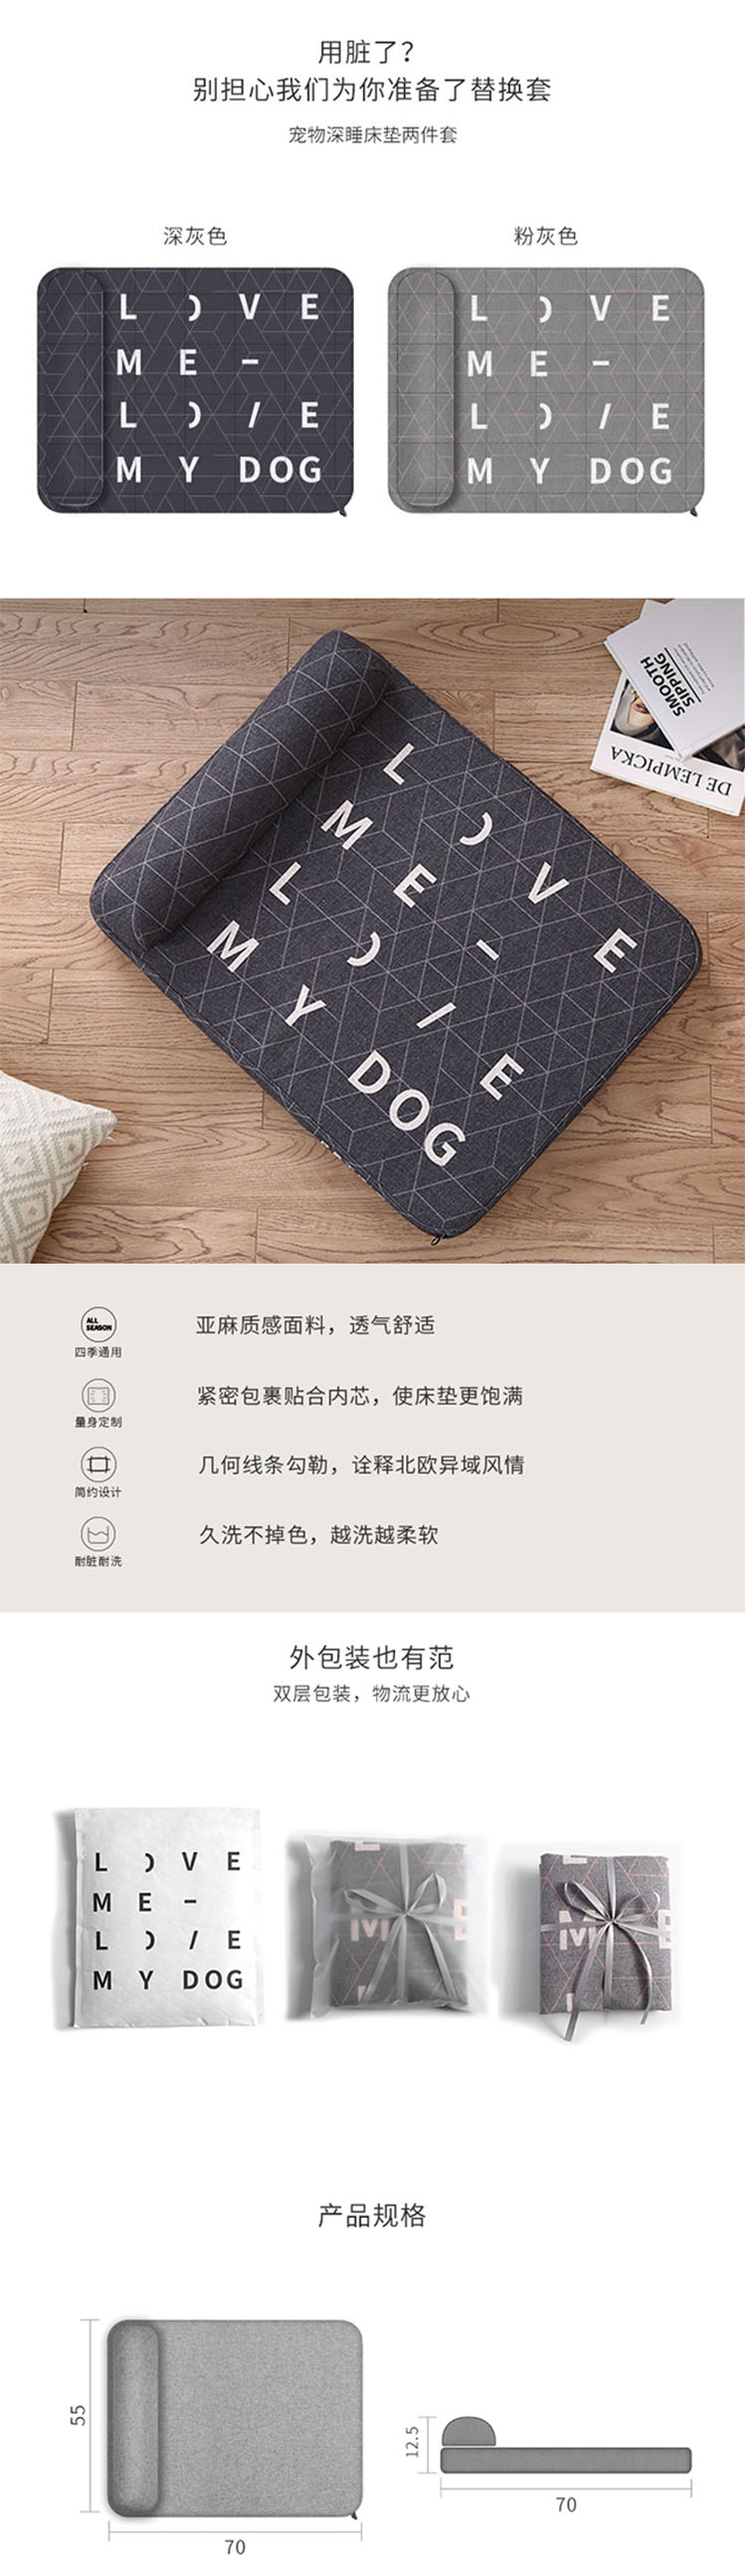 用脏了？
别担心我们为你准备了替换套
宠物深睡床垫两件套
深灰色
粉灰色
L O V E
M E –
L O / E
M Y DOG
L O V E
M E –
L O / E
M Y DOG
SMOOTH
SIPPING
DE LEMPICKA
L O V E
M E –
L O / E
M Y DOG
ALL
SEASON
四季通用
亚麻质感面料，透气舒适
量身定制
紧密包裹贴合内芯，使床垫更饱满
简约设计
几何线条勾勒，诠释北欧异域风情
耐脏耐洗
久洗不掉色，越洗越柔软
外包装也有范
双层包装，物流更放心
L O V E
M E –
L O / E
M Y DOG
M E
M E
产品规格
55
70
12.5
70